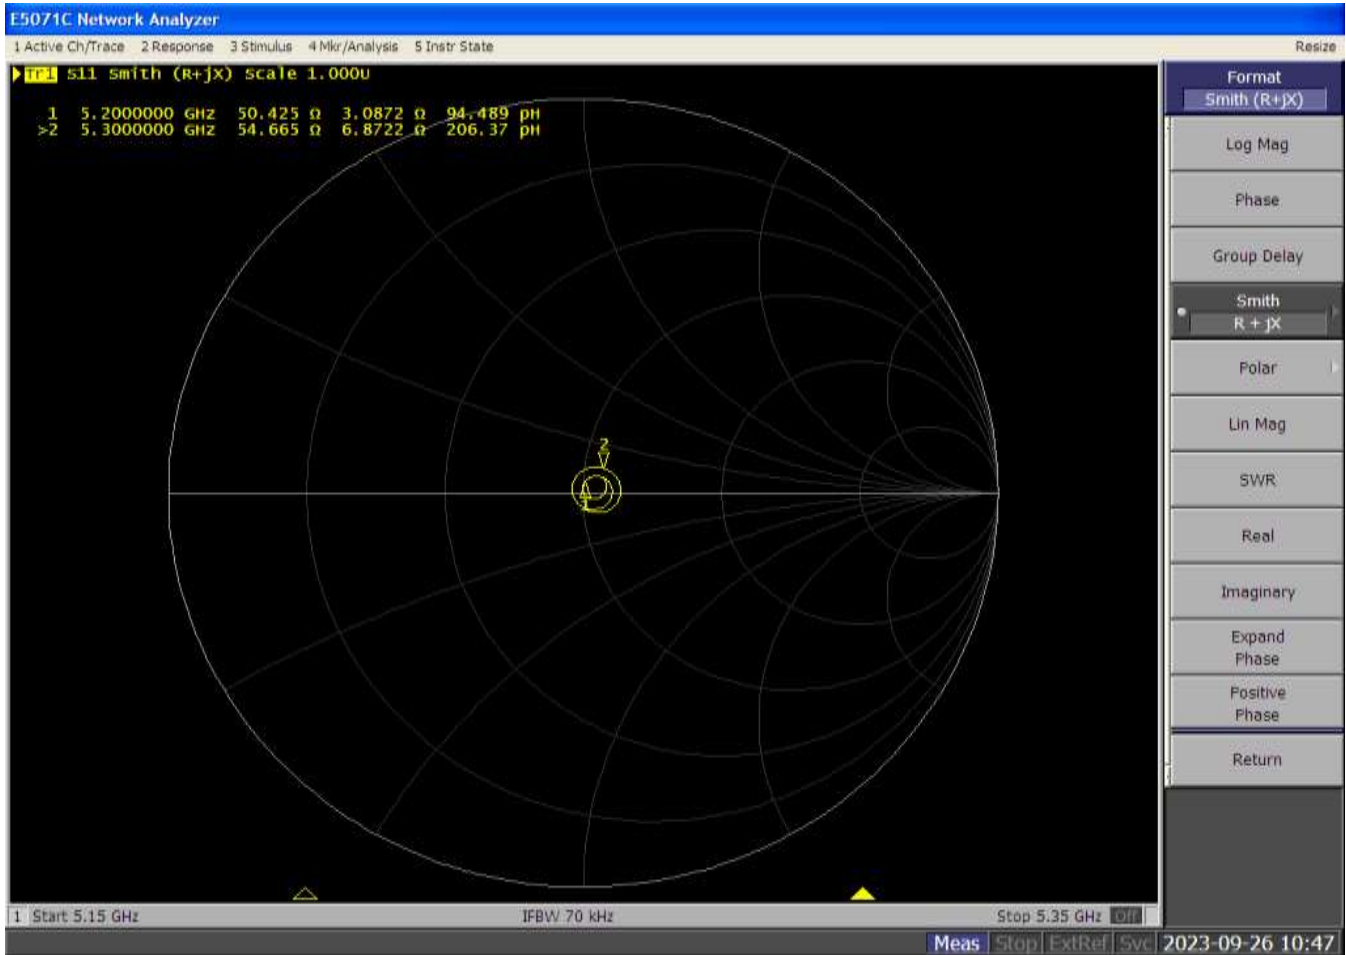 E5071C Network Analyzer
1 Active Ch/Trace 2 Response 3 Stimulus 4 Mkr/Analysis 5 Instr State Resize
Tr1 S11 Smith (R+jX) Scale 1.000U
1 5.2000000 GHz 50.425 Ω 3.0872 Ω 94.489 pH
>2 5.3000000 GHz 54.665 Ω 6.8722 Ω 206.37 pH
2
1
Format
Smith (R+jX)
Log Mag
Phase
Group Delay
Smith
R + jX
Polar
Lin Mag
SWR
Real
Imaginary
Expand
Phase
Positive
Phase
Return
1 Start 5.15 GHz IFBW 70 kHz Stop 5.35 GHz Off
Meas Stop ExtRef Svc 2023-09-26 10:47